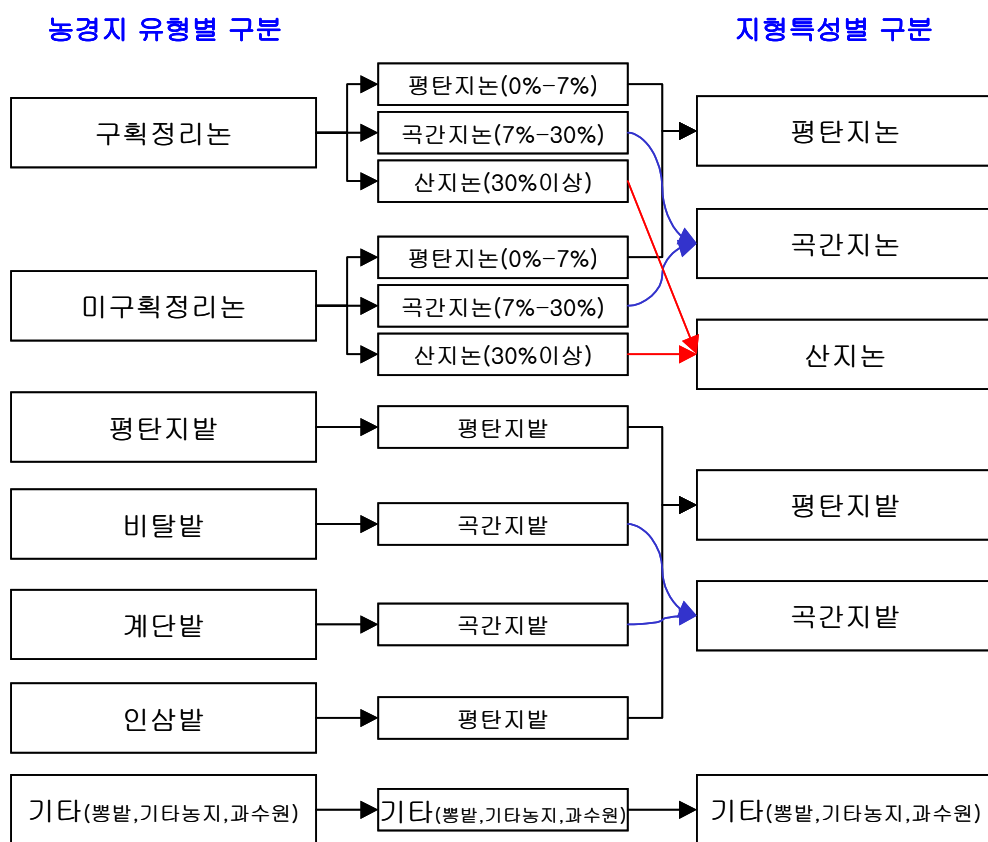 농경지 유형별 구분
지형특성별 구분
구획정리논
평탄지논(0%-7%)
곡간지논(7%-30%)
산지논(30%이상)
평탄지논
곡간지논
미구획정리논
평탄지논(0%-7%)
곡간지논(7%-30%)
산지논(30%이상)
산지논
평탄지밭
평탄지밭
평탄지밭
비탈밭
곡간지밭
계단밭
곡간지밭
곡간지밭
인삼밭
평탄지밭
기타(뽕밭,기타농지,과수원)
기타(뽕밭,기타농지,과수원)
기타(뽕밭,기타농지,과수원)